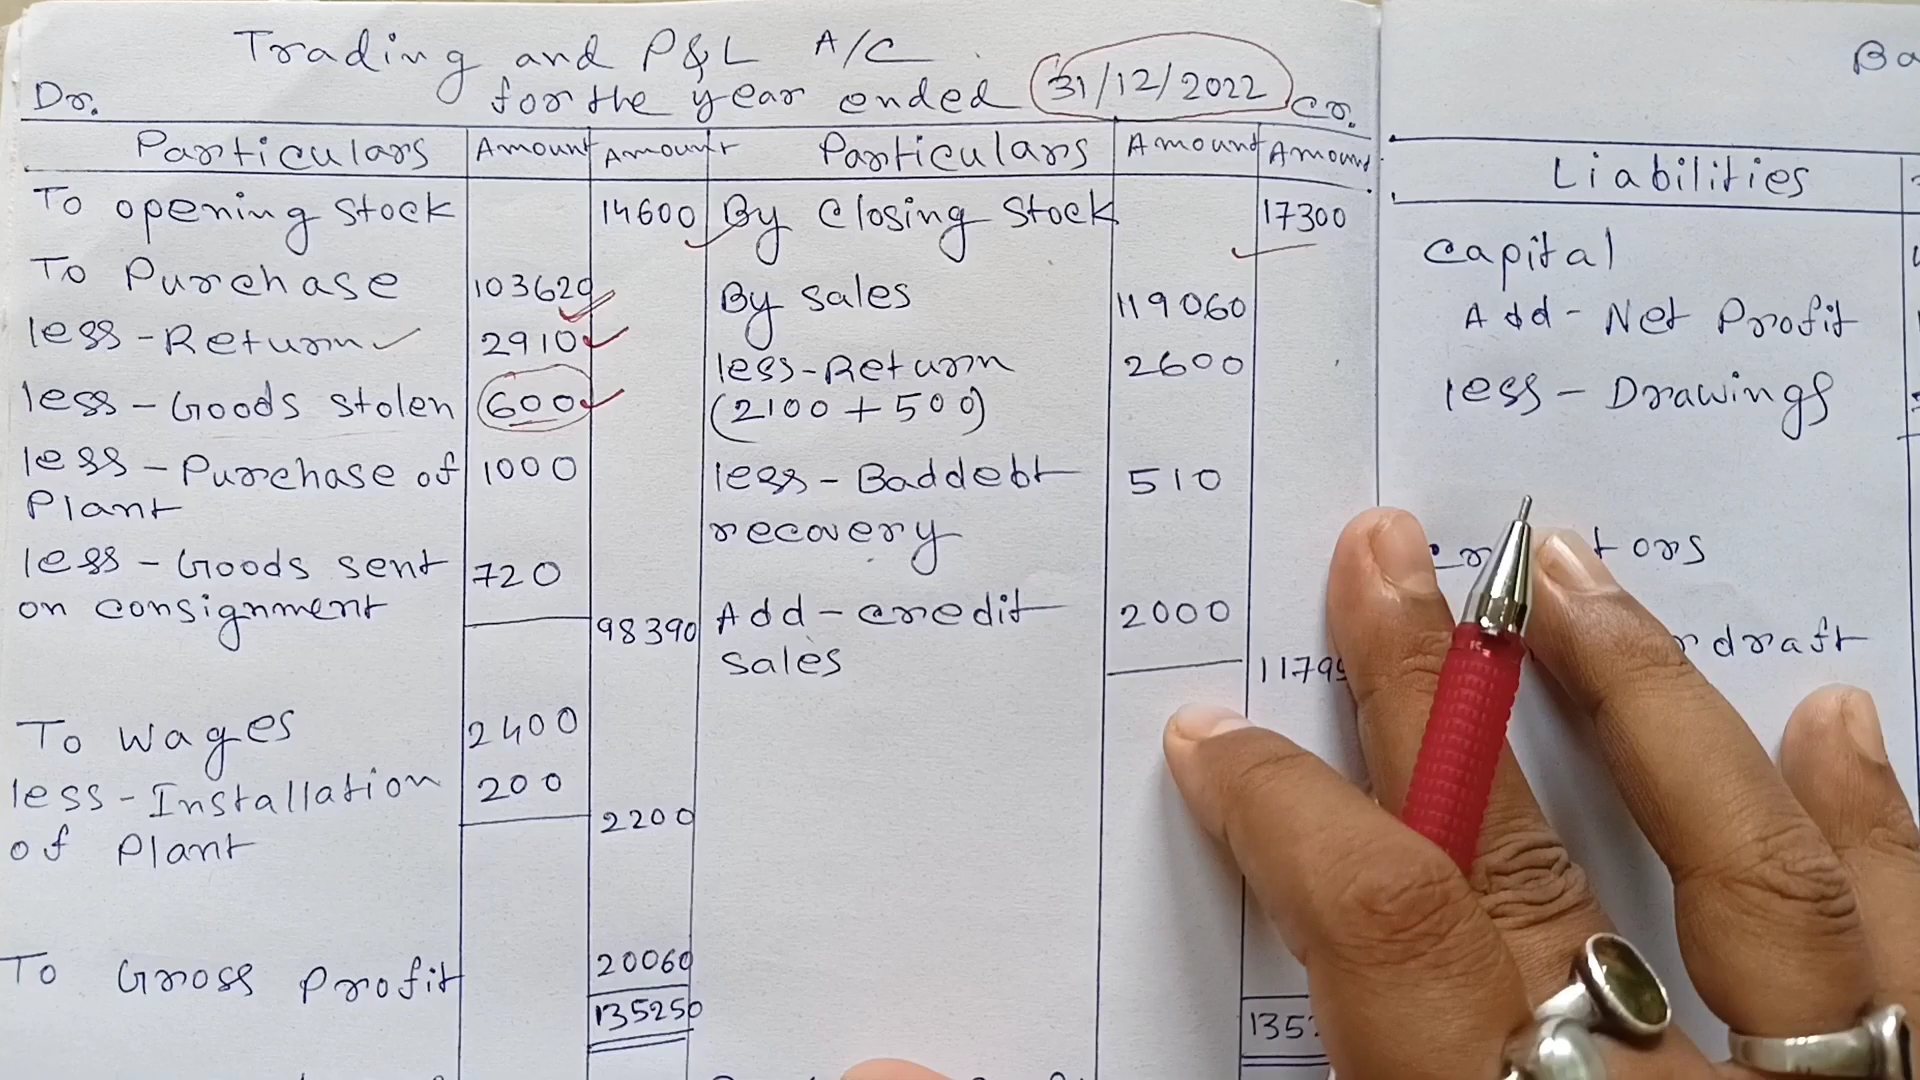 Trading and P&L A/C
Dr. for the year ended 31/12/2022 Cr.
Particulars Amount Amount Particulars Amount Amount
To opening stock 14600 By Closing Stock 17300
To Purchase 103620 By sales 119060
less-Return 2910 less-Return 2600
less-Goods stolen 600 (2100+500)
less-Purchase of 1000 less-Baddebt 510
Plant recovery
less-Goods sent 720
on consignment 98390 Add-credit 2000
sales
To Wages 2400
less-Installation 200
of Plant 2200
To Gross Profit 20060
135250
Liabilities
Capital
Add-Net Profit
less-Drawings